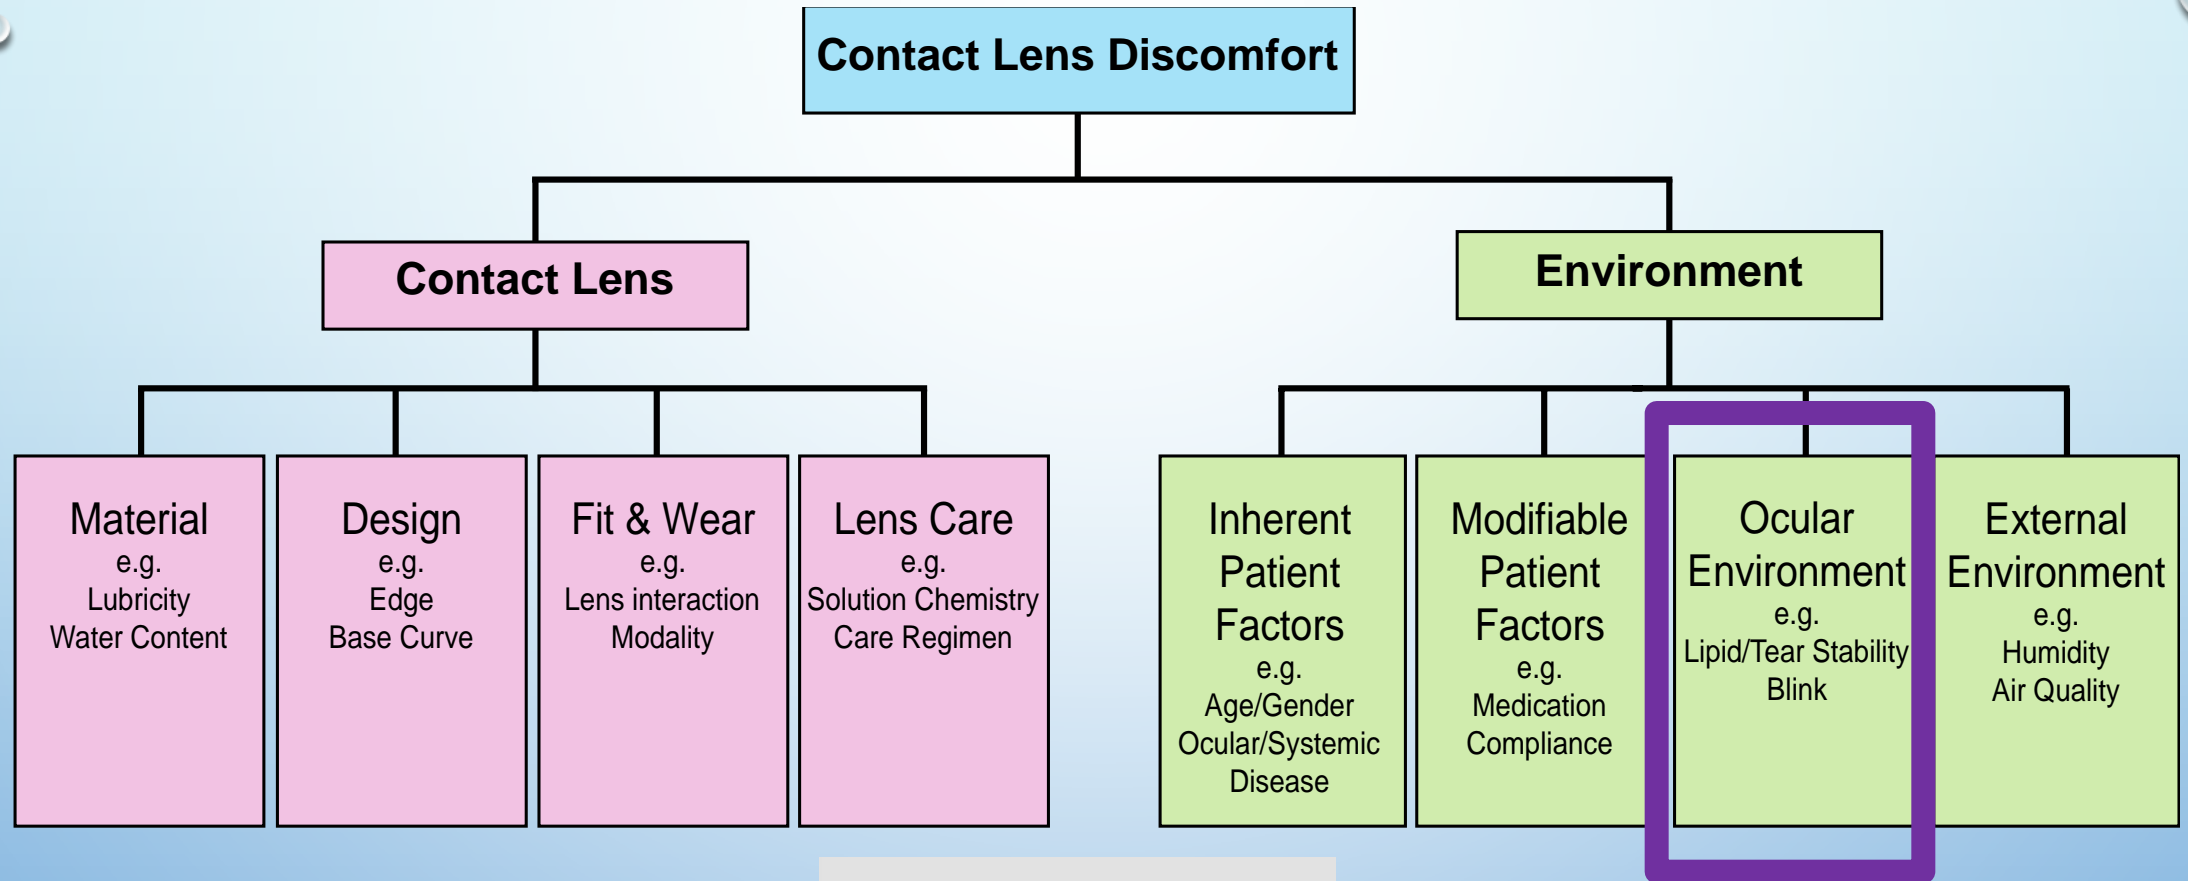 Contact Lens Discomfort
Contact Lens
Environment
Material
e.g.
Lubricity
Water Content
Design
e.g.
Edge
Base Curve
Fit & Wear
e.g.
Lens interaction
Modality
Lens Care
e.g.
Solution Chemistry
Care Regimen
Inherent
Patient
Factors
e.g.
Age/Gender
Ocular/Systemic
Disease
Modifiable
Patient
Factors
e.g.
Medication
Compliance
Ocular
Environment
e.g.
Lipid/Tear Stability
Blink
External
Environment
e.g.
Humidity
Air Quality